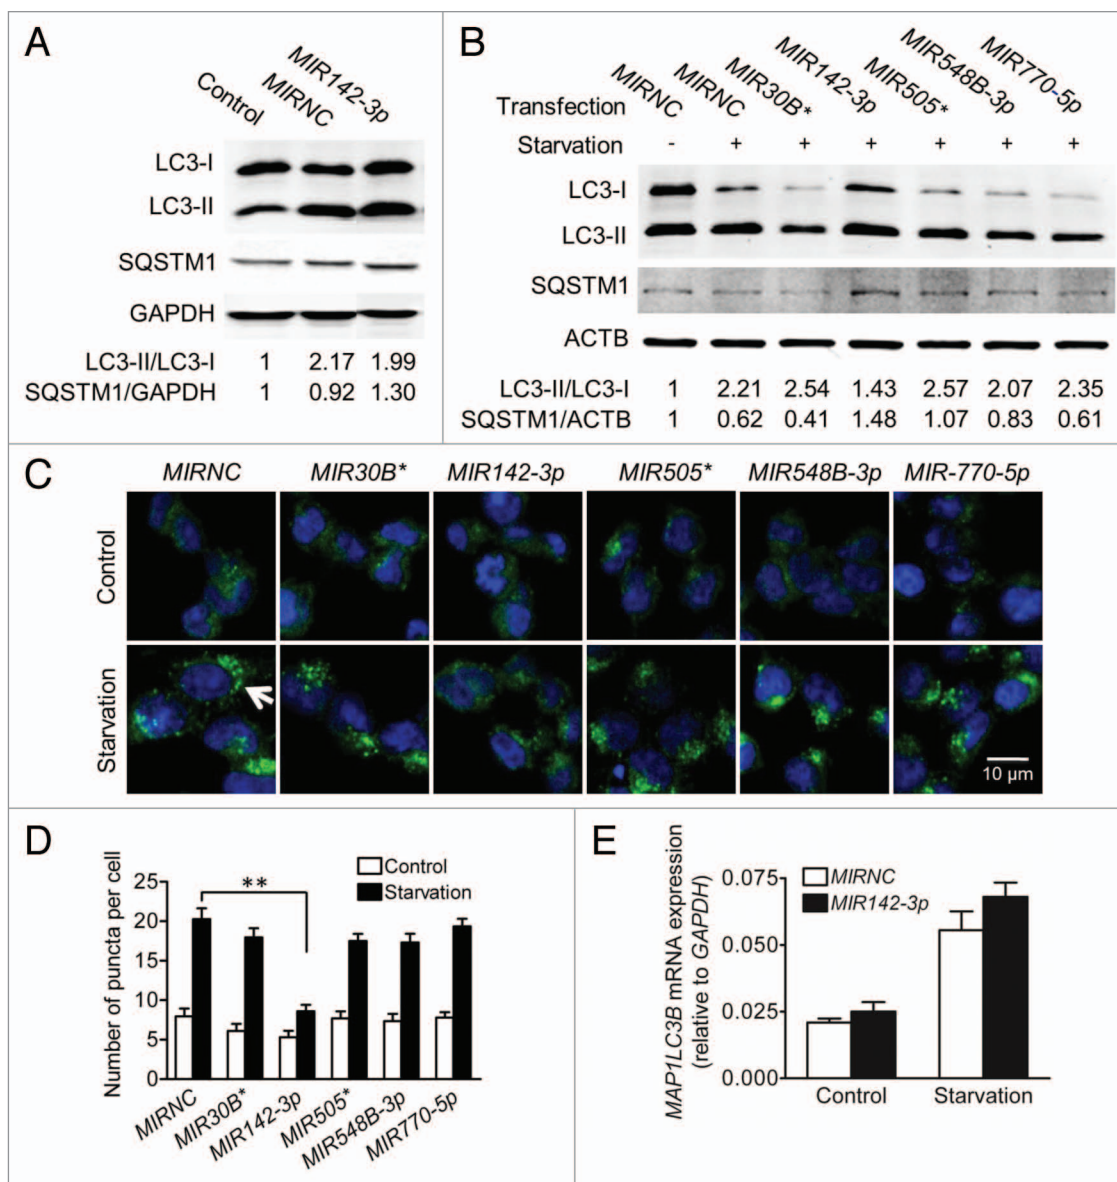 A
Control
MIRNC
MIR142-3p
LC3-I
LC3-II
SQSTM1
GAPDH
LC3-II/LC3-I 1 2.17 1.99
SQSTM1/GAPDH 1 0.92 1.30
B
Transfection MIRNC MIRNC MIR30B* MIR142-3p MIR505* MIR548B-3p MIR770-5p
Starvation - + + + + + +
LC3-I
LC3-II
SQSTM1
ACTB
LC3-II/LC3-I 1 2.21 2.54 1.43 2.57 2.07 2.35
SQSTM1/ACTB 1 0.62 0.41 1.48 1.07 0.83 0.61
C
MIRNC MIR30B* MIR142-3p MIR505* MIR548B-3p MIR-770-5p
Control
Starvation
10 µm
D
Number of puncta per cell
25
20
15
10
5
0
**
Control
Starvation
MIRNC
MIR30B*
MIR142-3p
MIR505*
MIR548B-3p
MIR770-5p
E
MAP1LC3B mRNA expression
(relative to GAPDH)
0.075
0.050
0.025
0.000
MIRNC
MIR142-3p
Control Starvation